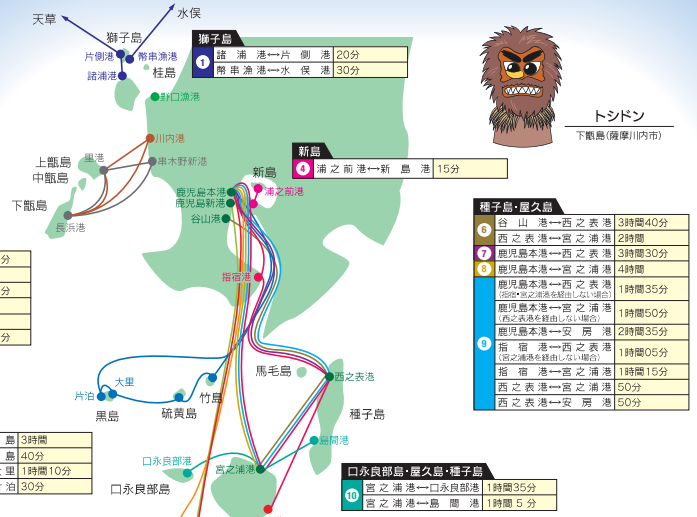 天草
水俣
獅子島
片側港
幣串漁港
諸浦港
桂島
獅子島
1 諸浦港↔片側港 20分
幣串漁港↔水俣港 30分
野口漁港
川内港
串木野新港
里港
上甑島
中甑島
下甑島
長浜港
トシドン
下甑島(薩摩川内市)
新島
4 浦之前港↔新島港 15分
新島
浦之前港
鹿児島本港
鹿児島新港
谷山港
指宿港
種子島・屋久島
6 谷山港↔西之表港 3時間40分
西之表港↔宮之浦港 2時間
7 鹿児島本港↔西之表港 3時間30分
8 鹿児島本港↔宮之浦港 4時間
9 鹿児島本港↔西之表港 1時間35分
(指宿・宮之浦港を経由しない場合)
鹿児島本港↔宮之浦港 1時間50分
(西之表港を経由しない場合)
鹿児島本港↔安房港 2時間35分
指宿港↔西之表港 1時間05分
(宮之浦港を経由しない場合)
指宿港↔宮之浦港 1時間15分
西之表港↔宮之浦港 50分
西之表港↔安房港 50分
分
分
分
馬毛島
西之表港
種子島
大里
片泊
黒島
硫黄島
竹島
島間港
口永良部港
宮之浦港
口永良部島
島 3時間
島 40分
里 1時間10分
泊 30分
口永良部島・屋久島・種子島
10 宮之浦港↔口永良部港 1時間35分
宮之浦港↔島間港 1時間5分